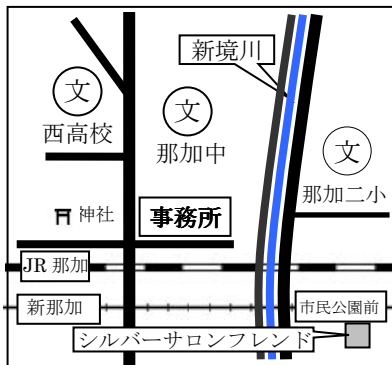 新境川
文
西高校
文
那加中
文
那加二小
神社
事務所
JR 那加
新那加
市民公園前
シルバーサロンフレンド